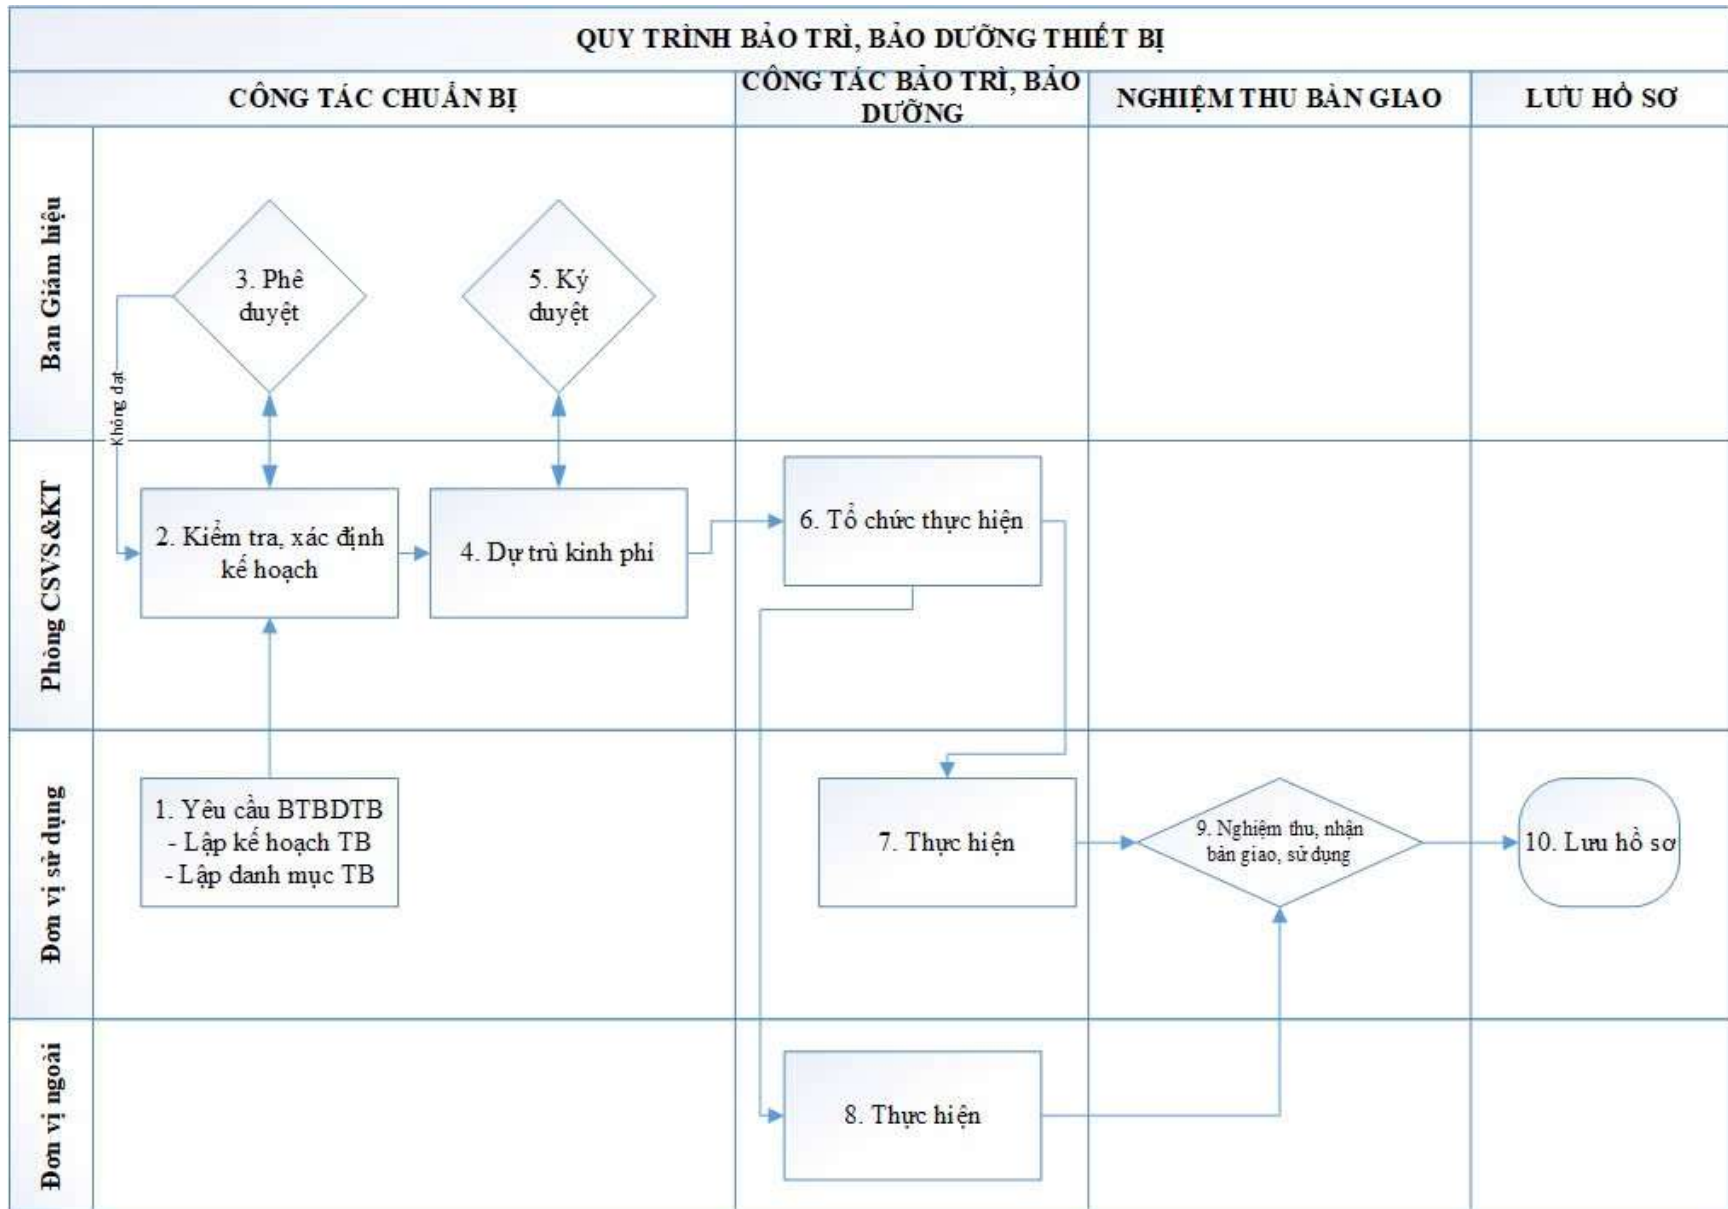 QUY TRÌNH BẢO TRÌ, BẢO DƯỠNG THIẾT BỊ
CÔNG TÁC CHUẨN BỊ
CÔNG TÁC BẢO TRÌ, BẢO
DƯỠNG
NGHIỆM THU BÀN GIAO
LƯU HỒ SƠ
Ban Giám hiệu
3. Phê
duyệt
5. Ký
duyệt
Không đạt
Phòng CSVS&KT
2. Kiểm tra, xác định
kế hoạch
4. Dự trù kinh phí
6. Tổ chức thực hiện
Đơn vị sử dụng
1. Yêu cầu BTBDTB
- Lập kế hoạch TB
- Lập danh mục TB
7. Thực hiện
9. Nghiệm thu, nhận
bàn giao, sử dụng
10. Lưu hồ sơ
Đơn vị ngoài
8. Thực hiện